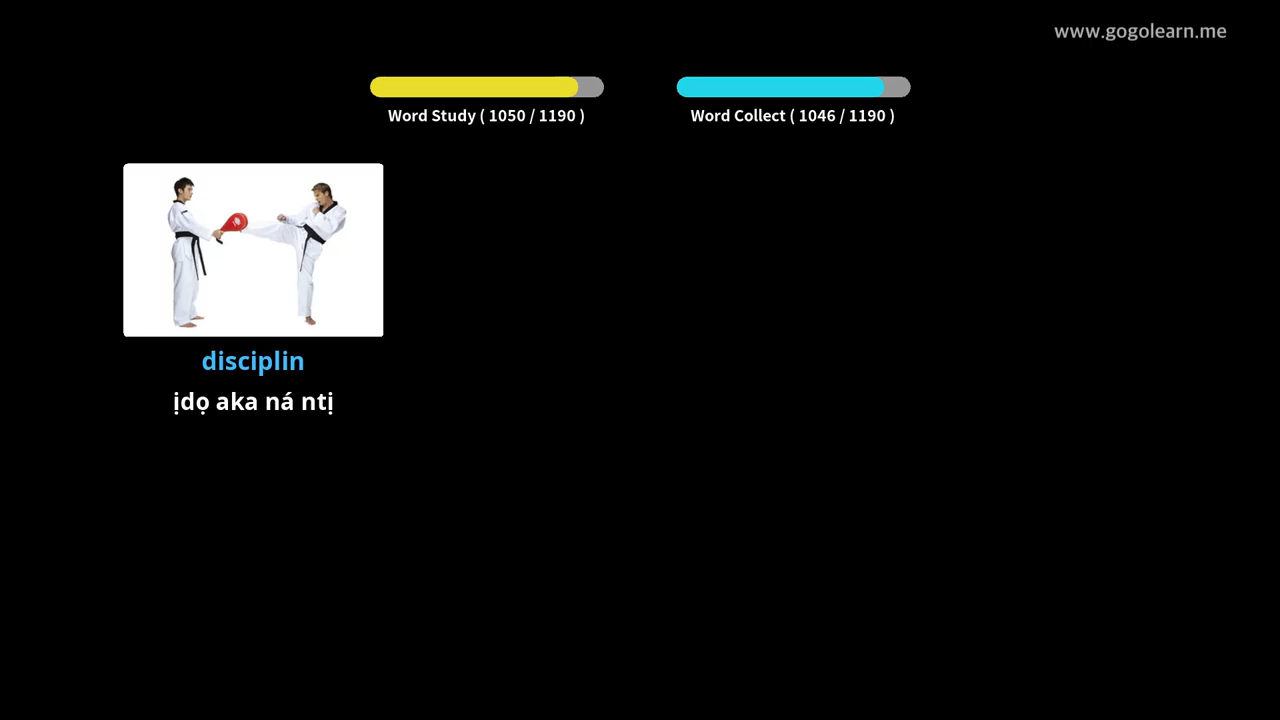 www.gogolearn.me
Word Study ( 1050 / 1190 )
Word Collect ( 1046 / 1190 )
disciplin
ịdọ aka ná ntị